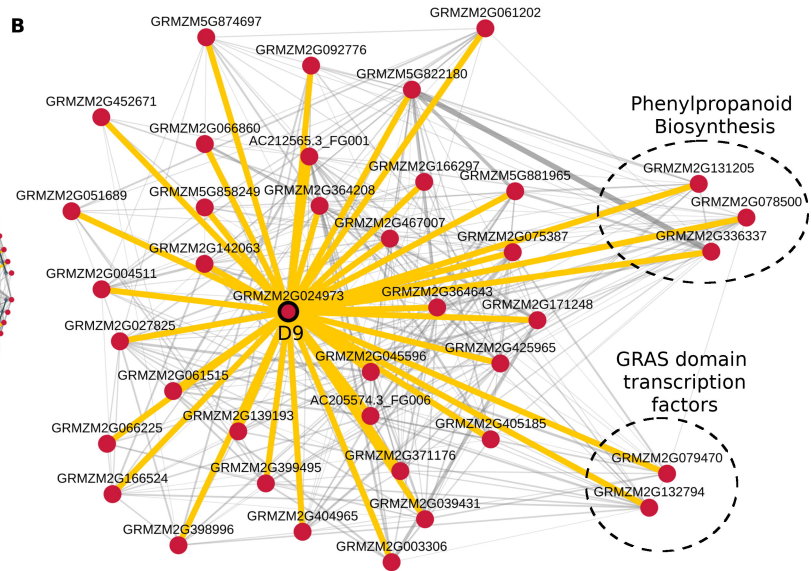 B
GRMZM5G874697
GRMZM2G061202
GRMZM2G092776
GRMZM5G822180
GRMZM2G452671
Phenylpropanoid
Biosynthesis
GRMZM2G066860
AC212565.3_FG001
GRMZM2G166297
GRMZM5G881965
GRMZM2G131205
GRMZM2G051689
GRMZM5G858249
GRMZM2G364208
GRMZM2G078500
GRMZM2G467007
GRMZM2G075387
GRMZM2G336337
GRMZM2G142063
GRMZM2G004511
GRMZM2G024973
D9
GRMZM2G364643
GRMZM2G171248
GRMZM2G027825
GRMZM2G425965
GRMZM2G045596
GRAS domain
transcription
factors
GRMZM2G061515
AC205574.3_FG006
GRMZM2G139193
GRMZM2G405185
GRMZM2G066225
GRMZM2G079470
GRMZM2G371176
GRMZM2G399495
GRMZM2G166524
GRMZM2G132794
GRMZM2G039431
GRMZM2G404965
GRMZM2G398996
GRMZM2G003306